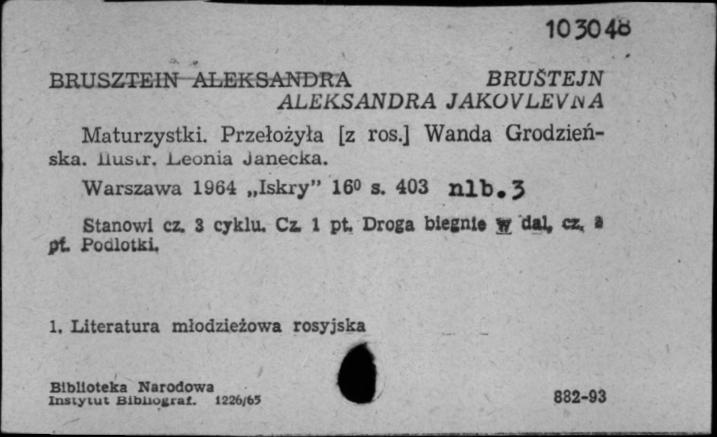 103048
BRUSZTEIN ALEKSANDRA BRUŠTEJN
ALEKSANDRA JAKOVLEVNA
Maturzystki. Przełożyła [z ros.] Wanda Grodzień-
ska. Ilustr. Leonia Janecka.
Warszawa 1964 „Iskry” 16⁰ s. 403 nlb. 3
Stanowi cz. 3 cyklu. Cz. 1 pt. Droga biegnie w dal, cz. 2
pt. Podlotki.
1. Literatura młodzieżowa rosyjska
Biblioteka Narodowa
Instytut Bibliograf. 1226/65
882-93